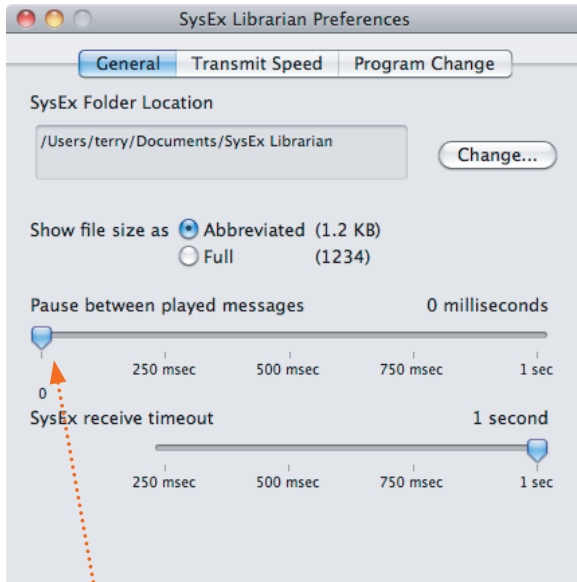 SysEx Librarian Preferences
General Transmit Speed Program Change
SysEx Folder Location
/Users/terry/Documents/SysEx Librarian
Change...
Show file size as Abbreviated (1.2 KB)
Full (1234)
Pause between played messages 0 milliseconds
250 msec 500 msec 750 msec 1 sec
0
SysEx receive timeout 1 second
250 msec 500 msec 750 msec 1 sec